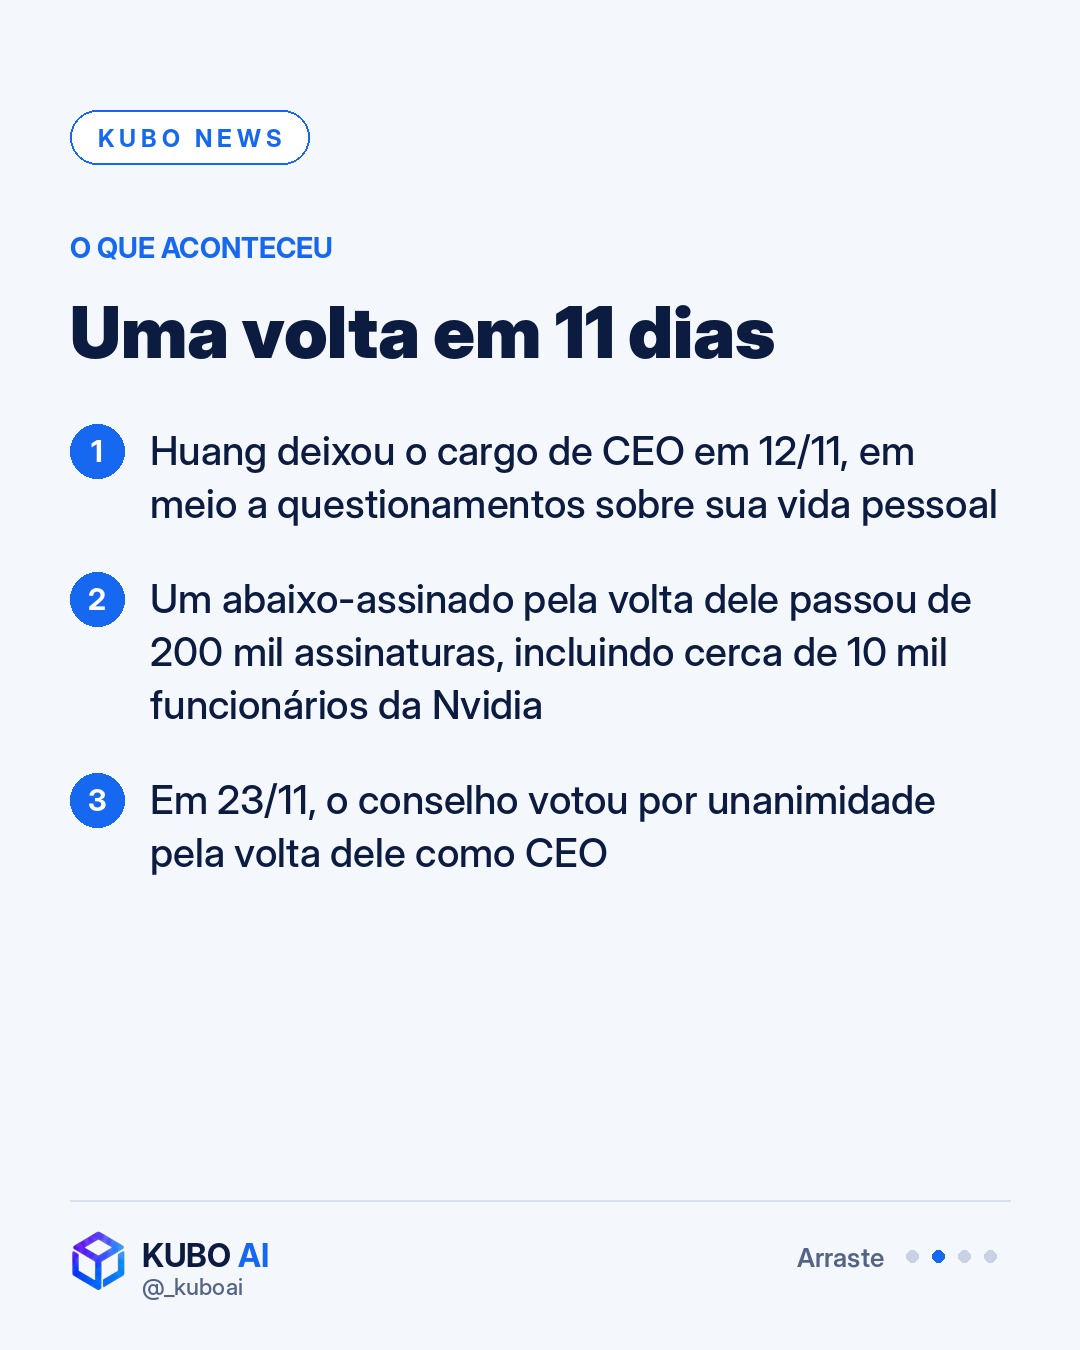 KUBO NEWS
O QUE ACONTECEU
Uma volta em 11 dias
1 Huang deixou o cargo de CEO em 12/11, em
meio a questionamentos sobre sua vida pessoal
2 Um abaixo-assinado pela volta dele passou de
200 mil assinaturas, incluindo cerca de 10 mil
funcionários da Nvidia
3 Em 23/11, o conselho votou por unanimidade
pela volta dele como CEO
KUBO AI
@_kuboai
Arraste